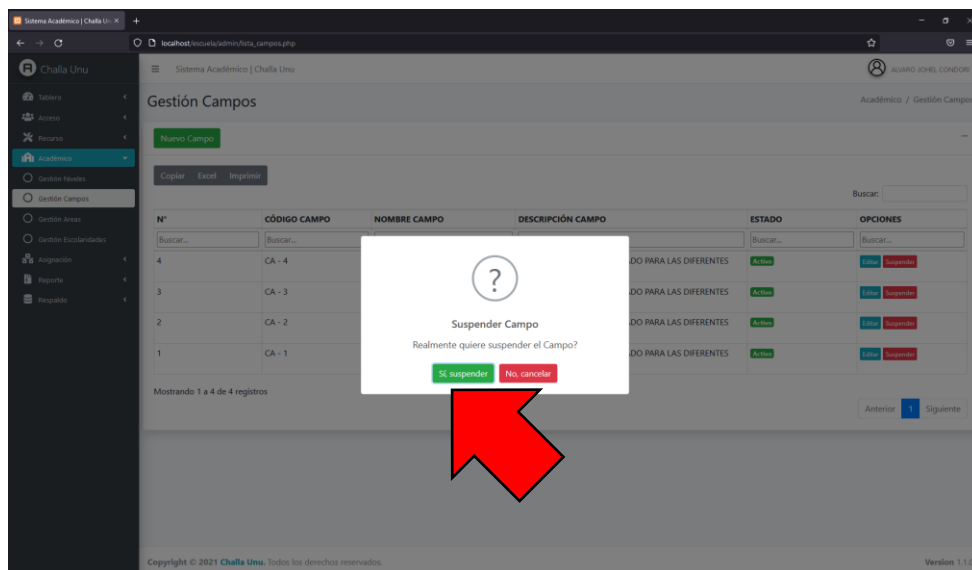 Sistema Académico | Challa Un
localhost/escuela/admin/lista_campos.php
Challa Unu
Sistema Académico | Challa Unu
ALVARO JOHEL CONDORI
Tablero
Acceso
Recurso
Académico
Gestión Niveles
Gestión Campos
Gestión Areas
Gestión Escolaridades
Asignación
Reporte
Respaldo
Gestión Campos
Académico / Gestión Campos
Nuevo Campo
Copiar Excel Imprimir
Buscar:
N° CÓDIGO CAMPO NOMBRE CAMPO DESCRIPCIÓN CAMPO ESTADO OPCIONES
Buscar... Buscar... Buscar... Buscar...
4 CA - 4 DO PARA LAS DIFERENTES Activo Editar Suspender
3 CA - 3 DO PARA LAS DIFERENTES Activo Editar Suspender
2 CA - 2 DO PARA LAS DIFERENTES Activo Editar Suspender
1 CA - 1 DO PARA LAS DIFERENTES Activo Editar Suspender
?
Suspender Campo
Realmente quiere suspender el Campo?
Sí, suspender No, cancelar
Mostrando 1 a 4 de 4 registros
Anterior 1 Siguiente
Copyright © 2021 Challa Unu. Todos los derechos reservados.
Version 1.1.0